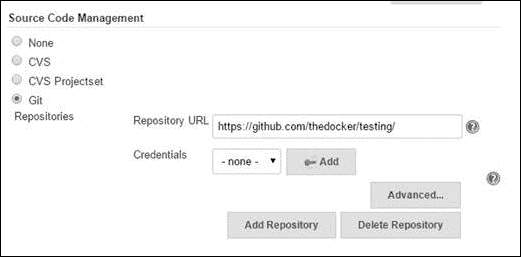 Source Code Management
None
CVS
CVS Projectset
Git
Repositories
Repository URL https://github.com/thedocker/testing/
Credentials - none - Add
Advanced...
Add Repository Delete Repository